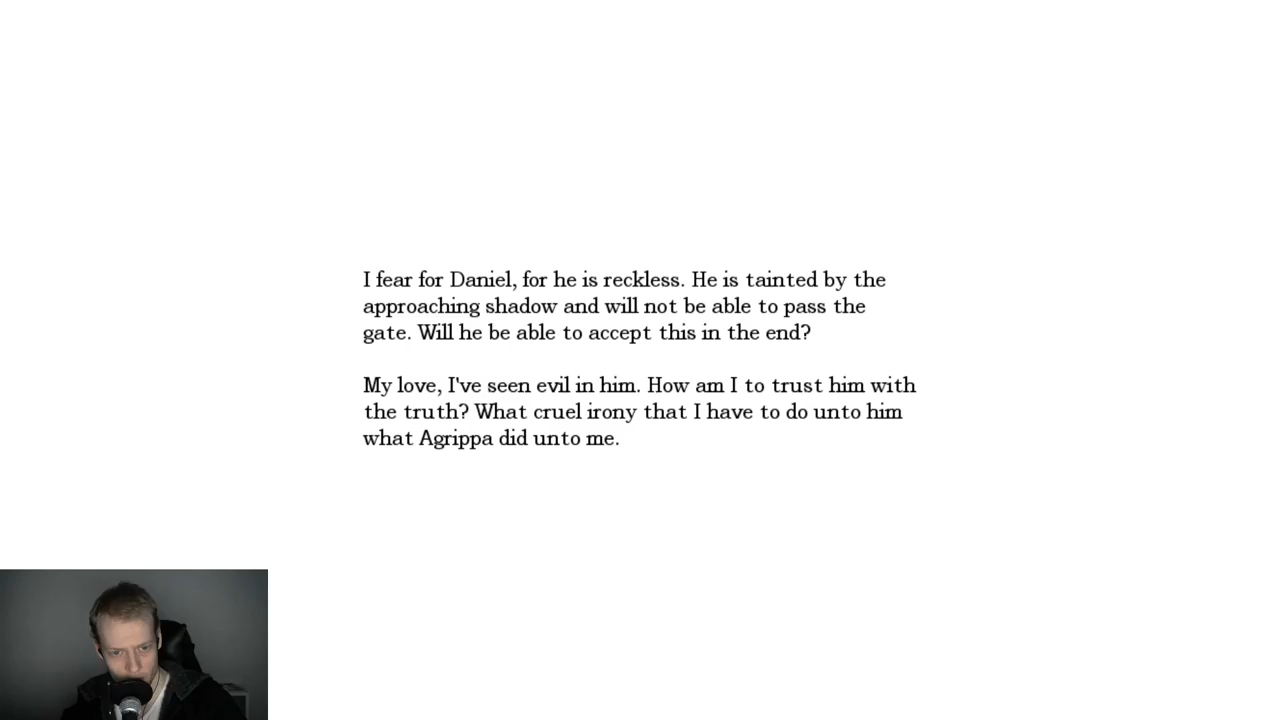 I fear for Daniel, for he is reckless. He is tainted by the
approaching shadow and will not be able to pass the
gate. Will he be able to accept this in the end?
My love, I've seen evil in him. How am I to trust him with
the truth? What cruel irony that I have to do unto him
what Agrippa did unto me.